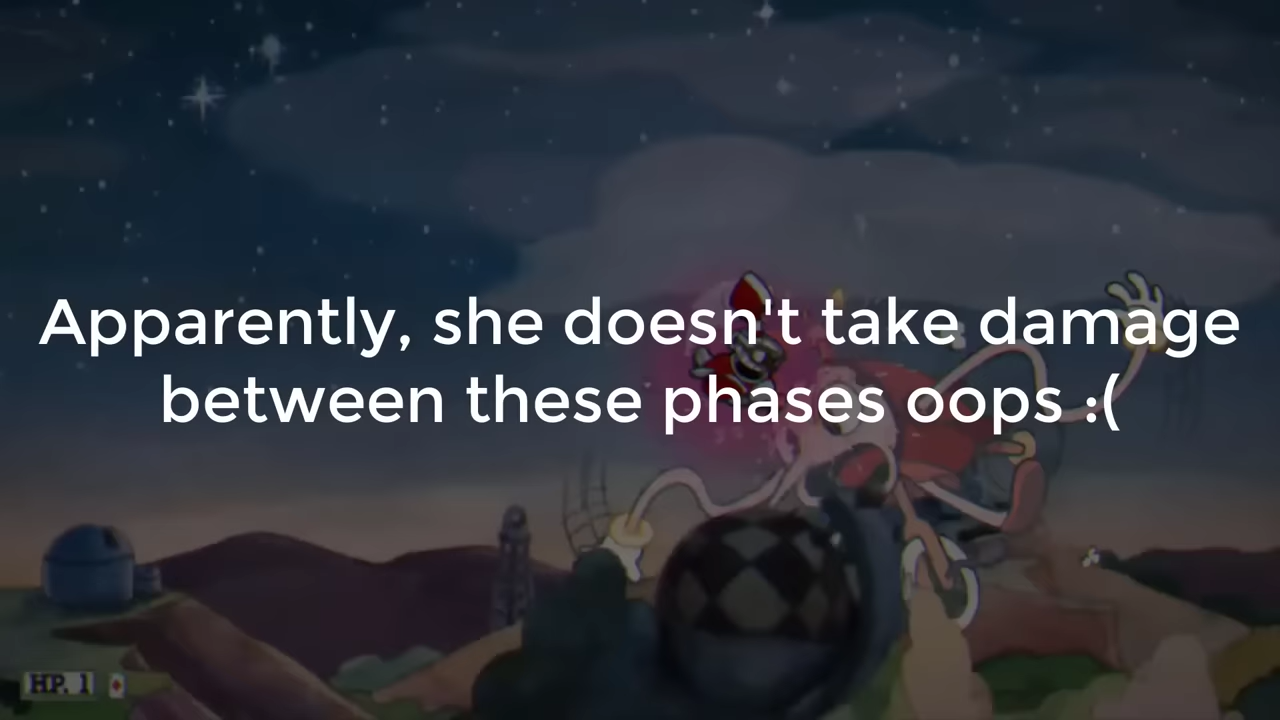 Apparently, she doesn't take damage
between these phases oops :(
HP. 1